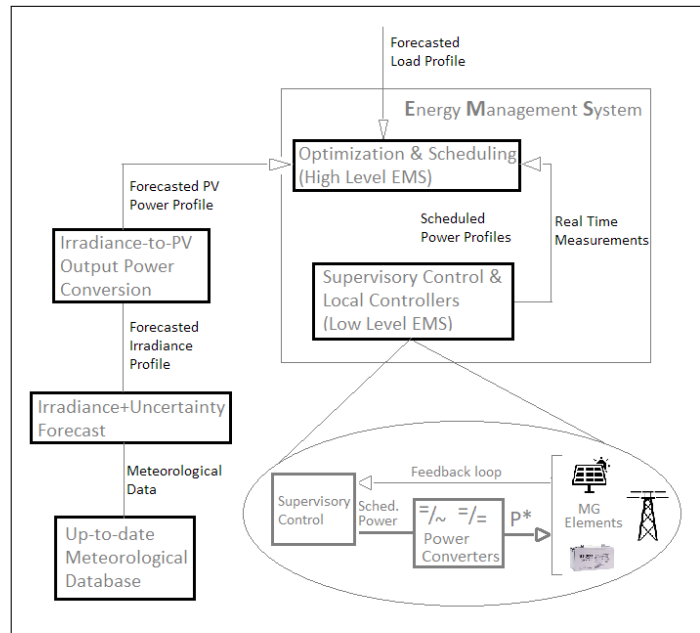 Forecasted
Load Profile
Energy Management System
Optimization & Scheduling
(High Level EMS)
Forecasted PV
Power Profile
Scheduled
Power Profiles
Real Time
Measurements
Irradiance-to-PV
Output Power
Conversion
Supervisory Control &
Local Controllers
(Low Level EMS)
Forecasted
Irradiance
Profile
Irradiance+Uncertainty
Forecast
Meteorological
Data
Up-to-date
Meteorological
Database
Feedback loop
Supervisory
Control
Sched.
Power
=/~ =/=
Power
Converters
P*
MG
Elements